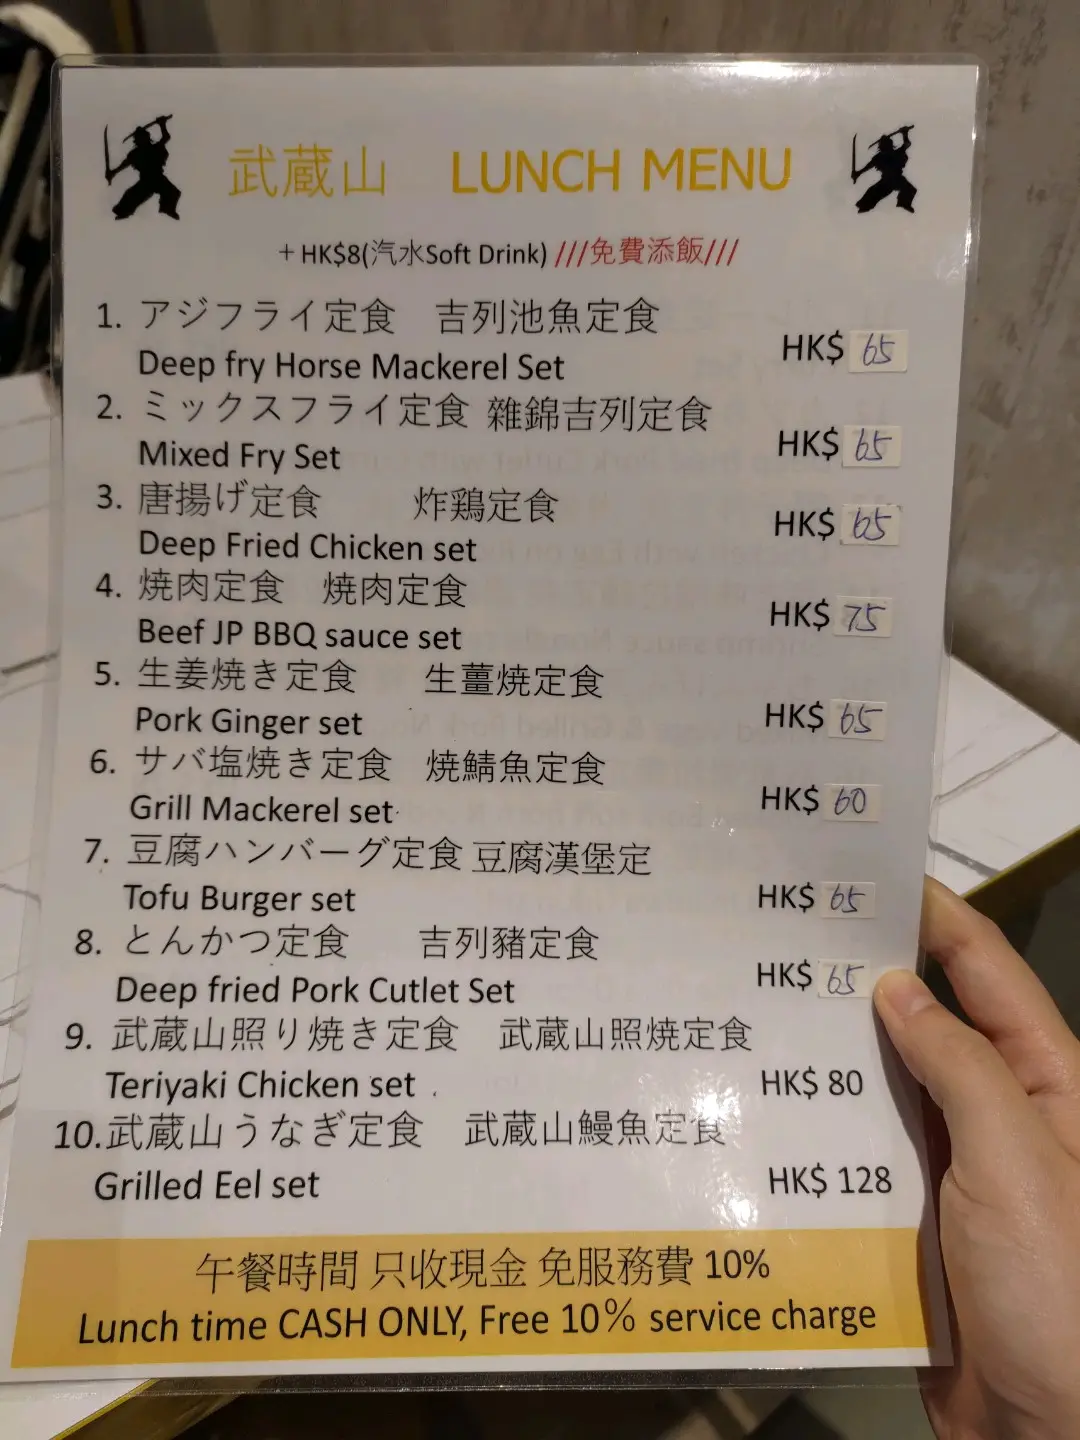 武蔵山 LUNCH MENU
+HK$8(汽水Soft Drink) ///免費添飯///
1. アジフライ定食 吉列池魚定食
Deep fry Horse Mackerel Set HK$ 65
2. ミックスフライ定食 雜錦吉列定食
Mixed Fry Set HK$ 65
3. 唐揚げ定食 炸鶏定食
Deep Fried Chicken set HK$ 65
4. 焼肉定食 焼肉定食
Beef JP BBQ sauce set HK$ 75
5. 生姜焼き定食 生薑焼定食
Pork Ginger set HK$ 65
6. サバ塩焼き定食 焼鯖魚定食
Grill Mackerel set HK$ 60
7. 豆腐ハンバーグ定食 豆腐漢堡定
Tofu Burger set HK$ 65
8. とんかつ定食 吉列豬定食
Deep fried Pork Cutlet Set HK$ 65
9. 武蔵山照り焼き定食 武蔵山照焼定食
Teriyaki Chicken set HK$ 80
10.武蔵山うなぎ定食 武蔵山鰻魚定食
Grilled Eel set HK$ 128
午餐時間 只收現金 免服務費 10%
Lunch time CASH ONLY, Free 10% service charge